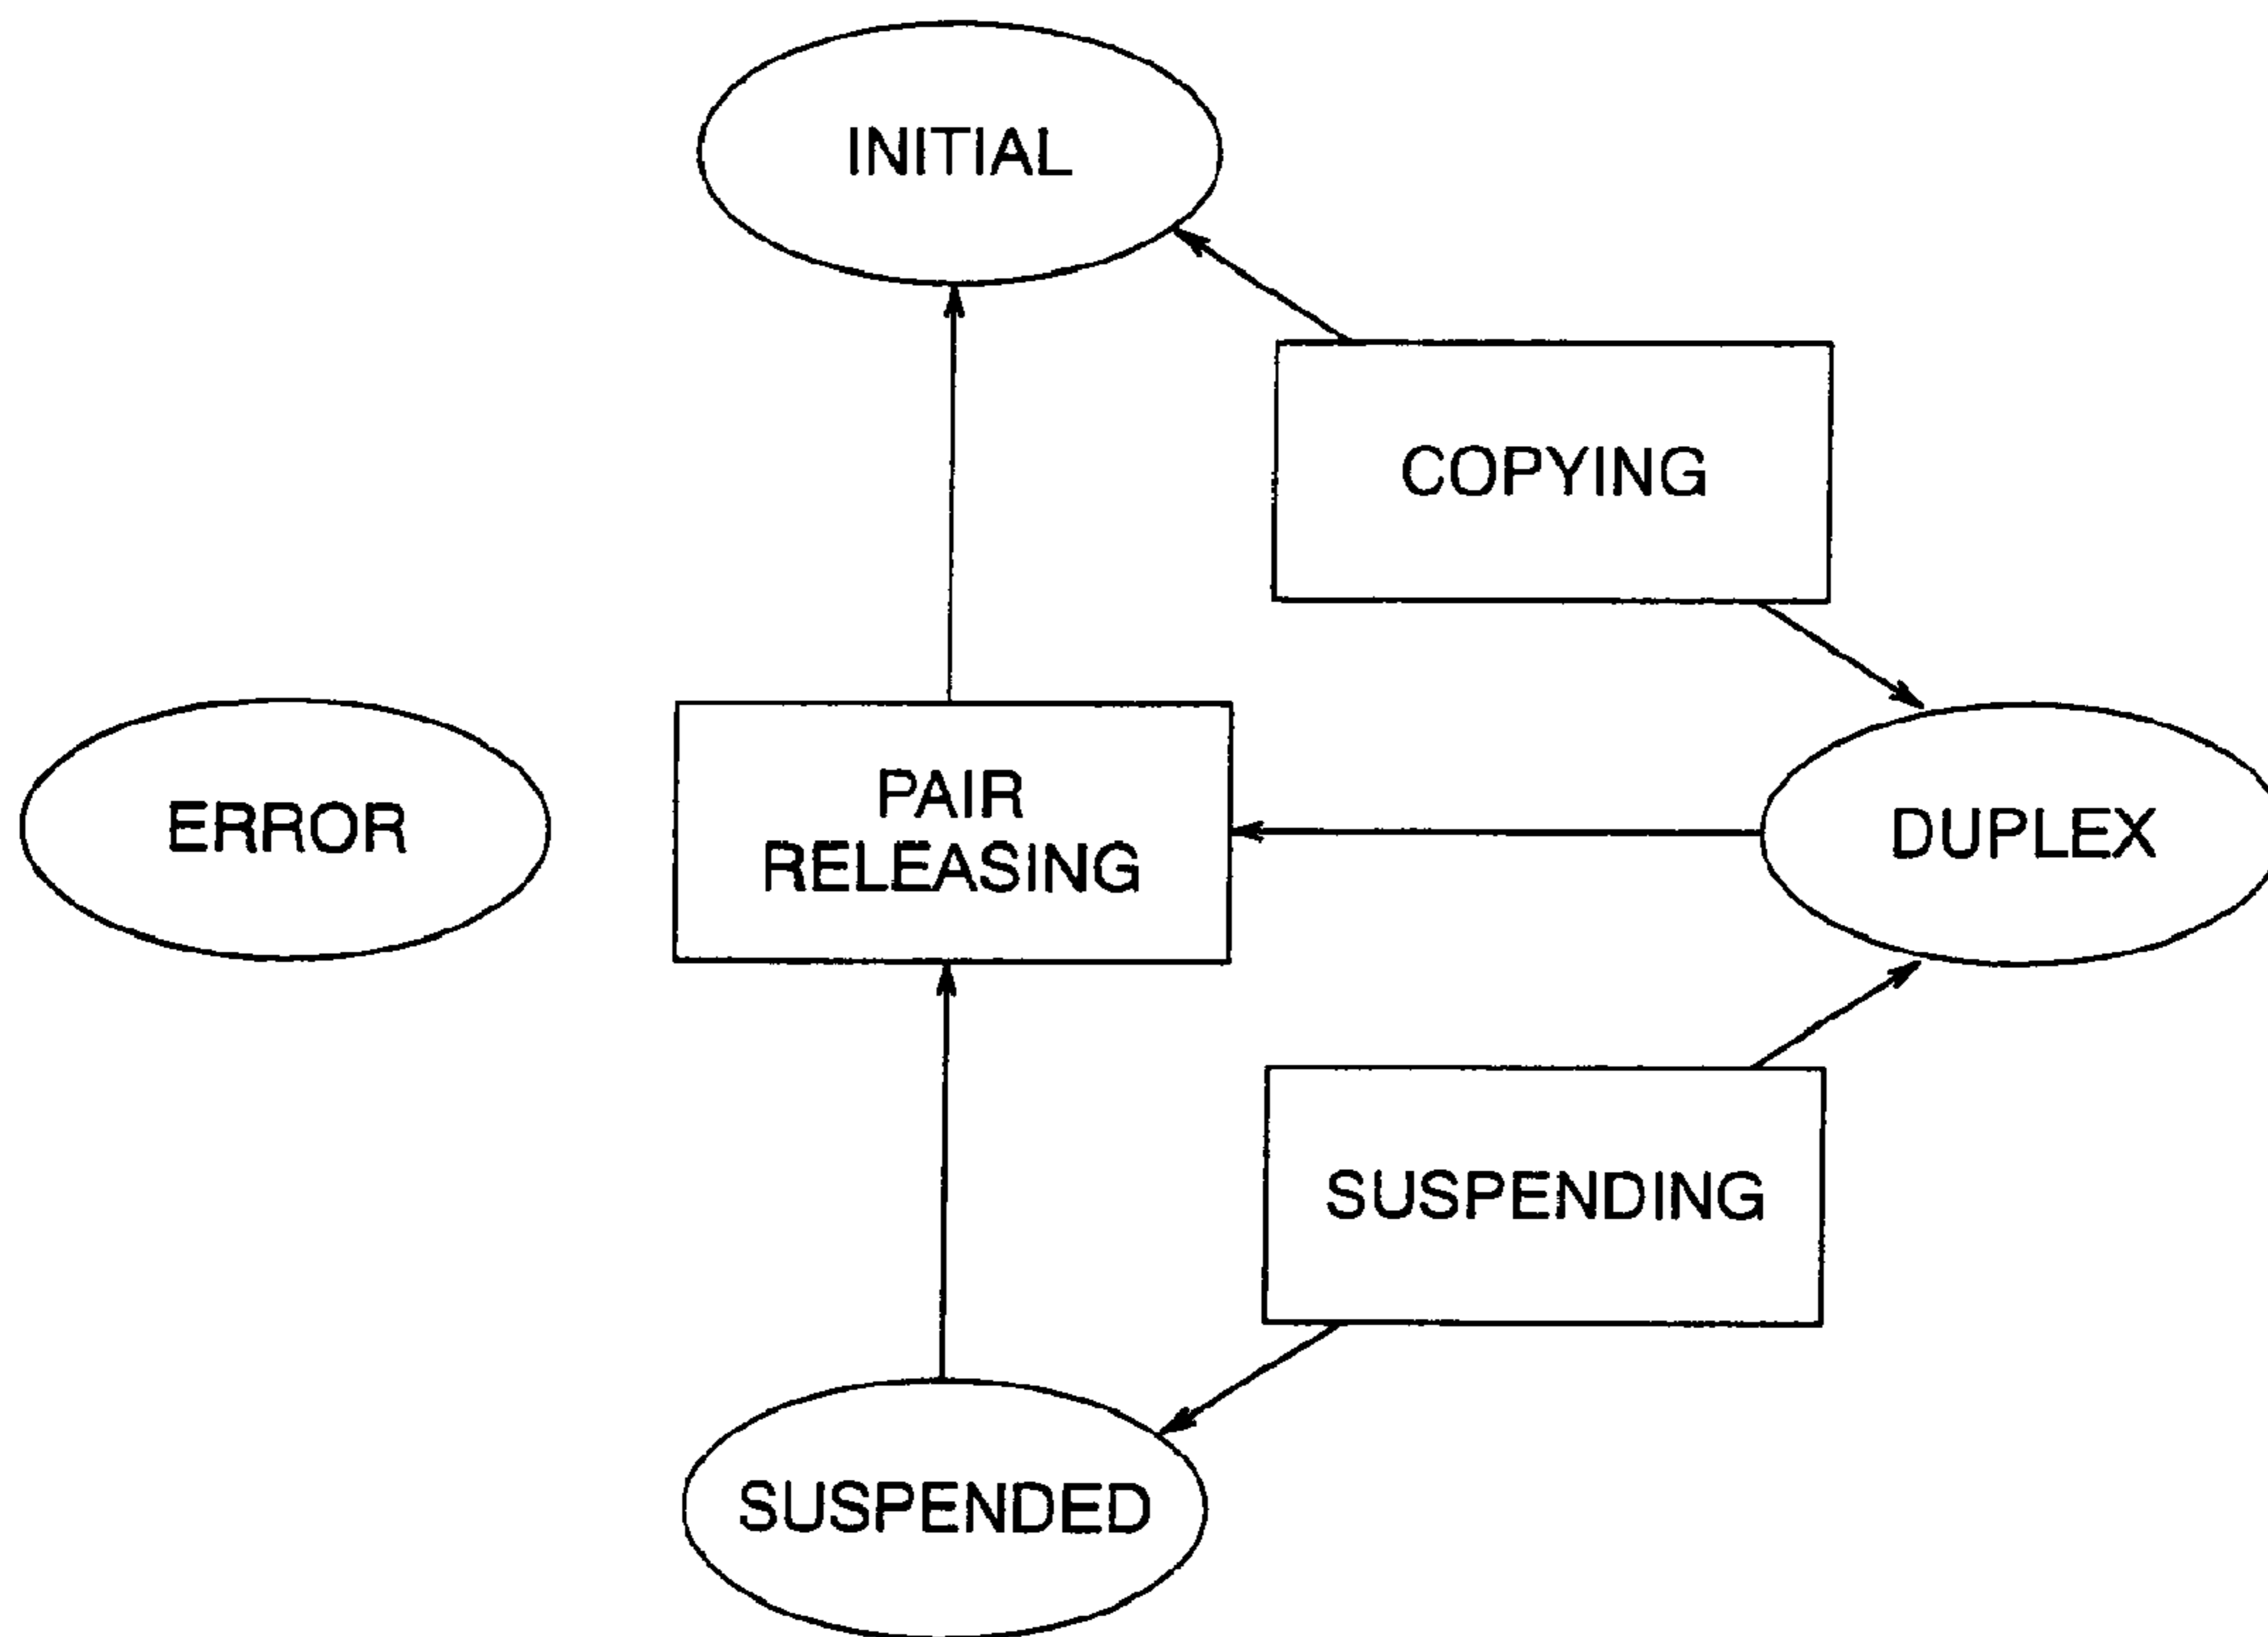 INITIAL
COPYING
ERROR
PAIR
RELEASING
DUPLEX
SUSPENDING
SUSPENDED